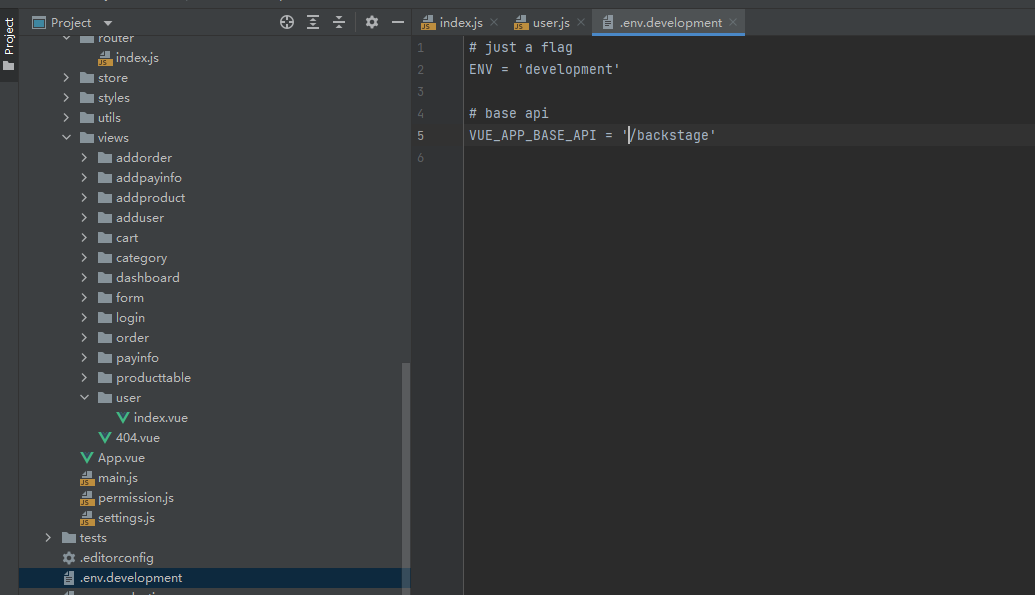 Project
Project
index.js
user.js
.env.development
router
index.js
store
styles
utils
views
addorder
addpayinfo
addproduct
adduser
cart
category
dashboard
form
login
order
payinfo
producttable
user
index.vue
404.vue
App.vue
main.js
permission.js
settings.js
tests
.editorconfig
.env.development
1 # just a flag
2 ENV = 'development'
3
4 # base api
5 VUE_APP_BASE_API = '/backstage'
6